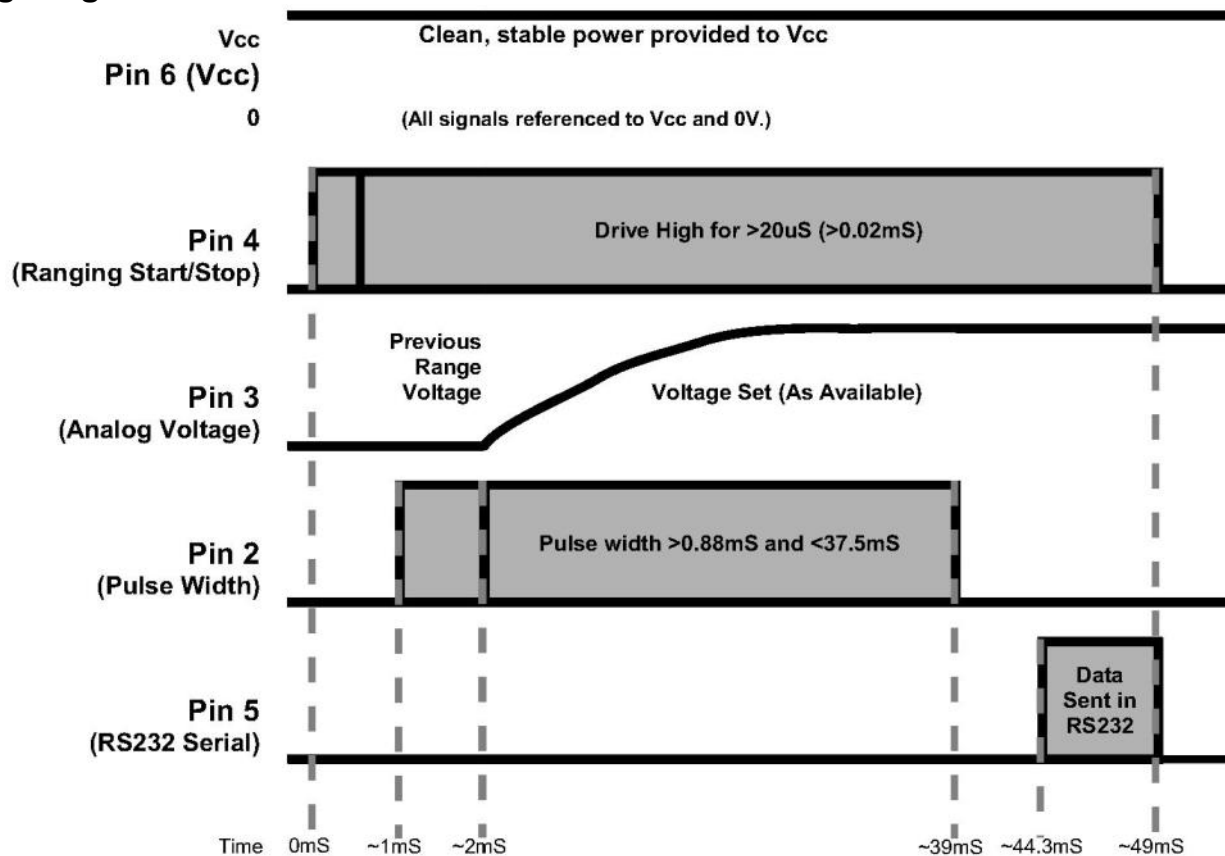 Vcc
Clean, stable power provided to Vcc
Pin 6 (Vcc)
0
(All signals referenced to Vcc and 0V.)
Drive High for >20uS (>0.02mS)
Pin 4
(Ranging Start/Stop)
Previous
Range
Voltage
Voltage Set (As Available)
Pin 3
(Analog Voltage)
Pulse width >0.88mS and <37.5mS
Pin 2
(Pulse Width)
Data
Sent in
RS232
Pin 5
(RS232 Serial)
Time 0mS ~1mS ~2mS ~39mS ~44.3mS ~49mS